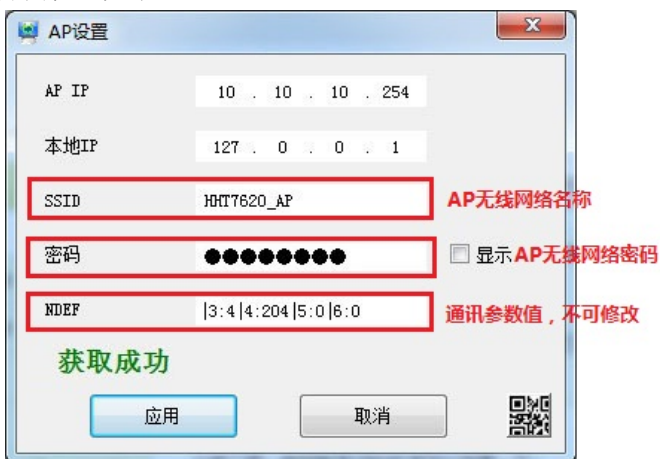 AP设置
AP IP 10 . 10 . 10 . 254
本地IP 127 . 0 . 0 . 1
SSID HHT7620_AP AP无线网络名称
密码 ●●●●●●●● 显示AP无线网络密码
NDEF |3:4|4:204|5:0|6:0 通讯参数值，不可修改
获取成功
应用 取消